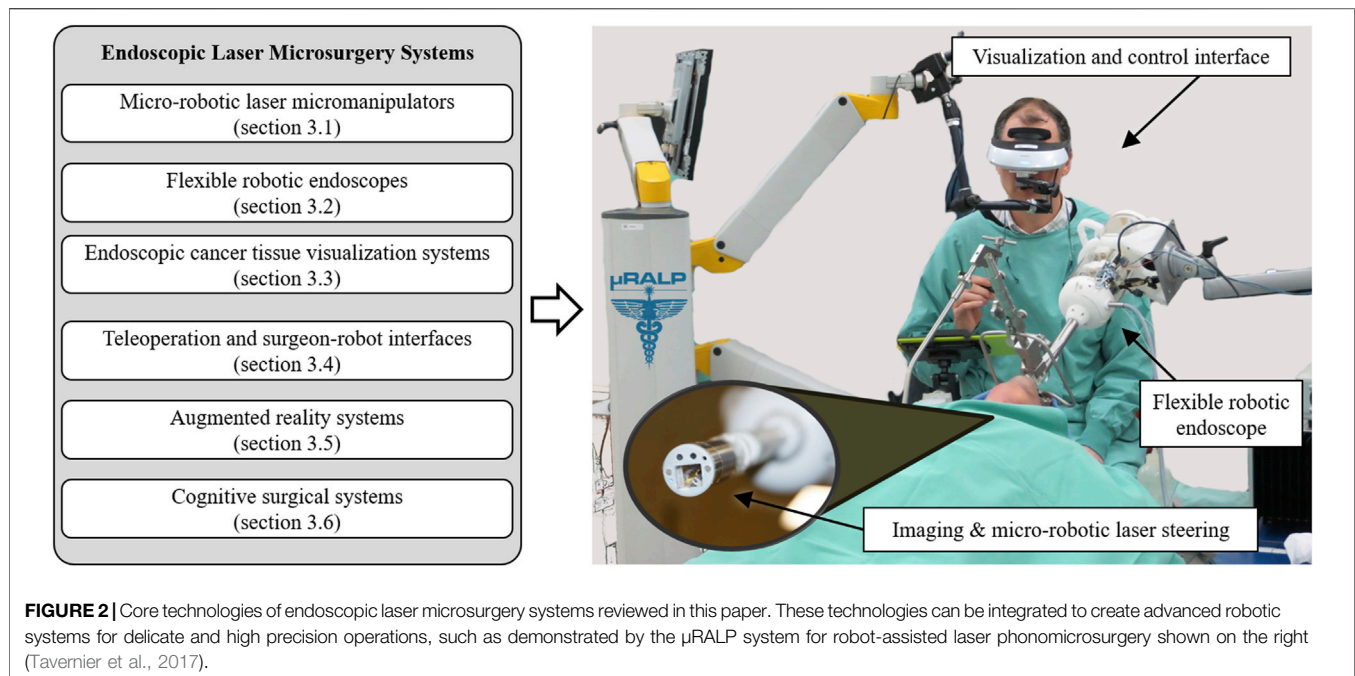 Endoscopic Laser Microsurgery Systems
Micro-robotic laser micromanipulators
(section 3.1)
Flexible robotic endoscopes
(section 3.2)
Endoscopic cancer tissue visualization systems
(section 3.3)
Teleoperation and surgeon-robot interfaces
(section 3.4)
Augmented reality systems
(section 3.5)
Cognitive surgical systems
(section 3.6)
Visualization and control interface
µRALP
Flexible robotic
endoscope
Imaging & micro-robotic laser steering
FIGURE 2 | Core technologies of endoscopic laser microsurgery systems reviewed in this paper. These technologies can be integrated to create advanced robotic
systems for delicate and high precision operations, such as demonstrated by the µRALP system for robot-assisted laser phonomicrosurgery shown on the right
(Tavernier et al., 2017).